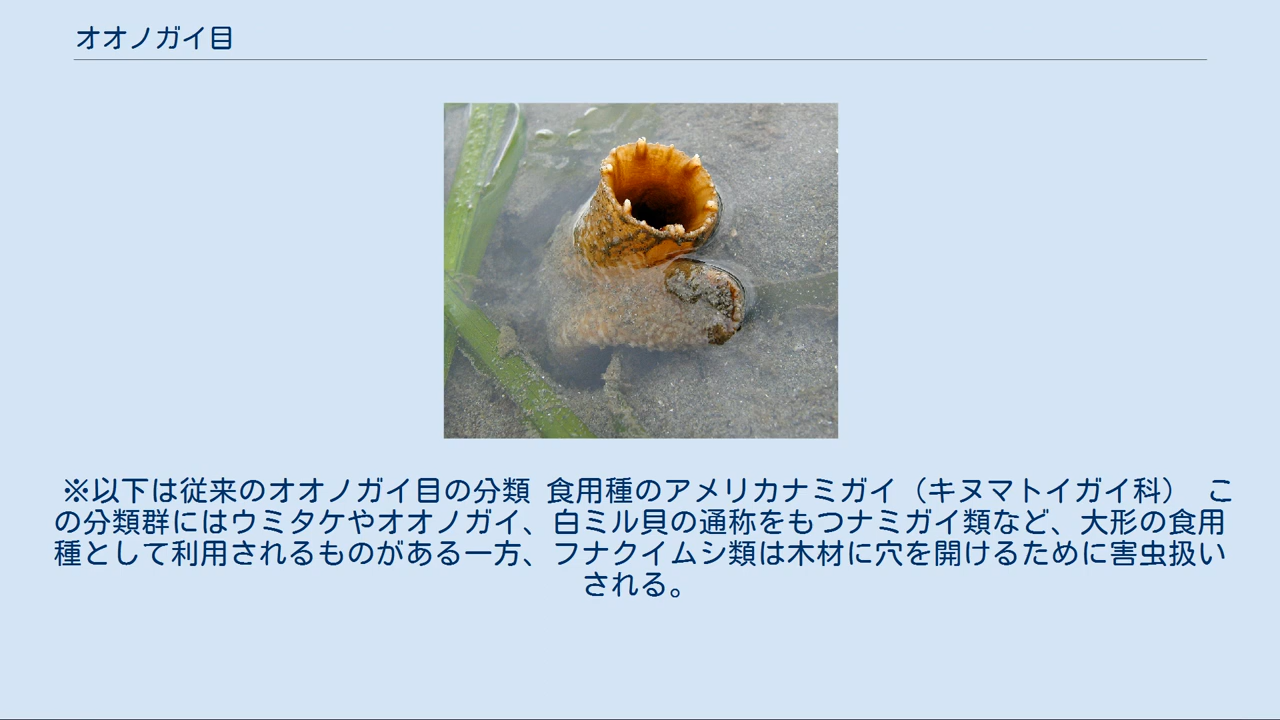 オオノガイ目
※以下は従来のオオノガイ目の分類 食用種のアメリカナミガイ（キヌマトイガイ科） こ
の分類群にはウミタケやオオノガイ、白ミル貝の通称をもつナミガイ類など、大形の食用
種として利用されるものがある一方、フナクイムシ類は木材に穴を開けるために害虫扱い
される。